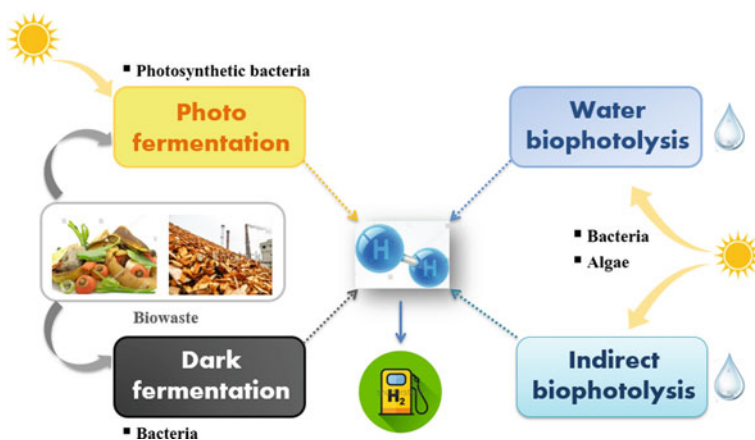 ▪ Photosynthetic bacteria
Photo
fermentation
Water
biophotolysis
H
H
▪ Bacteria
▪ Algae
Biowaste
Dark
fermentation
H₂
Indirect
biophotolysis
▪ Bacteria